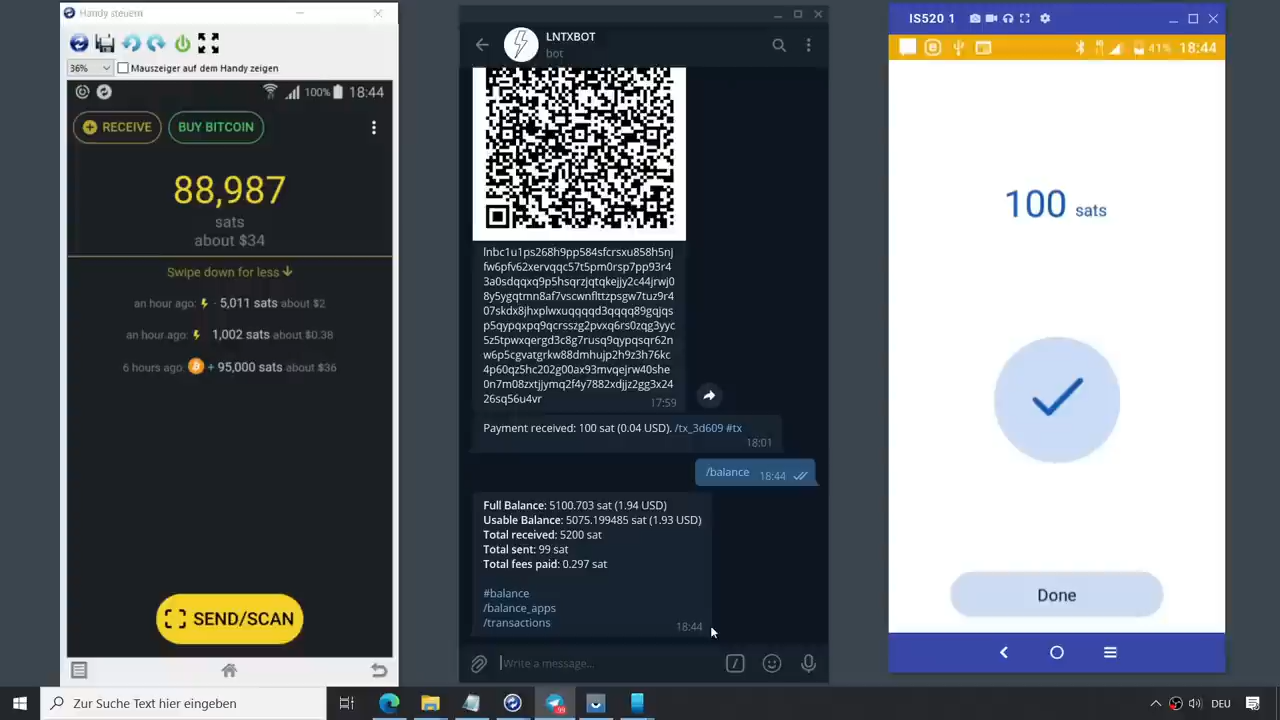 Handy steuern
36%
Mauszeiger auf dem Handy zeigen
100%
18:44
RECEIVE
BUY BITCOIN
88,987
sats
about $34
Swipe down for less
an hour ago: - 5,011 sats about $2
an hour ago: 1,002 sats about $0.38
6 hours ago: + 95,000 sats about $36
SEND/SCAN
LNTXBOT
bot
lnbc1u1ps268h9pp584sfcrsxu858h5nj
fw6pfv62xervqqc57t5pm0rsp7pp93r4
3a0sdqqxq9p5hsqrzjqtqkejjy2c44jrwj0
8y5ygqtmn8af7vscwnflttzpsgw7tuz9r4
07skdx8jhxplwxuqqqqd3qqqq89gqjqs
p5qypqxpq9qcrsszg2pvxq6rs0zqg3yyc
5z5tpwxqergd3c8g7rusq9qypqsqr62n
w6p5cgvatgrkw88dmhujp2h9z3h76kc
4p60qz5hc202g00ax93mvqejrw40she
0n7m08zxtjjymq2f4y7882xdjjz2gg3x24
26sq56u4vr
17:59
Payment received: 100 sat (0.04 USD). /tx_3d609 #tx
18:01
/balance
18:44
Full Balance: 5100.703 sat (1.94 USD)
Usable Balance: 5075.199485 sat (1.93 USD)
Total received: 5200 sat
Total sent: 99 sat
Total fees paid: 0.297 sat
#balance
/balance_apps
/transactions
18:44
Write a message...
IS520 1
41%
18:44
100 sats
Done
Zur Suche Text hier eingeben
99
DEU